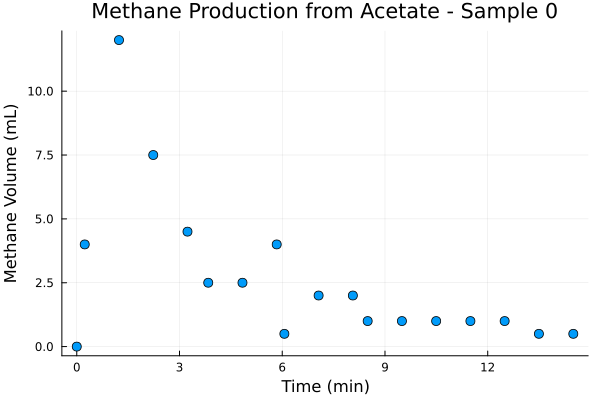 Methane Production from Acetate - Sample 0
Methane Volume (mL)
10.0
7.5
5.0
2.5
0.0
0 3 6 9 12
Time (min)